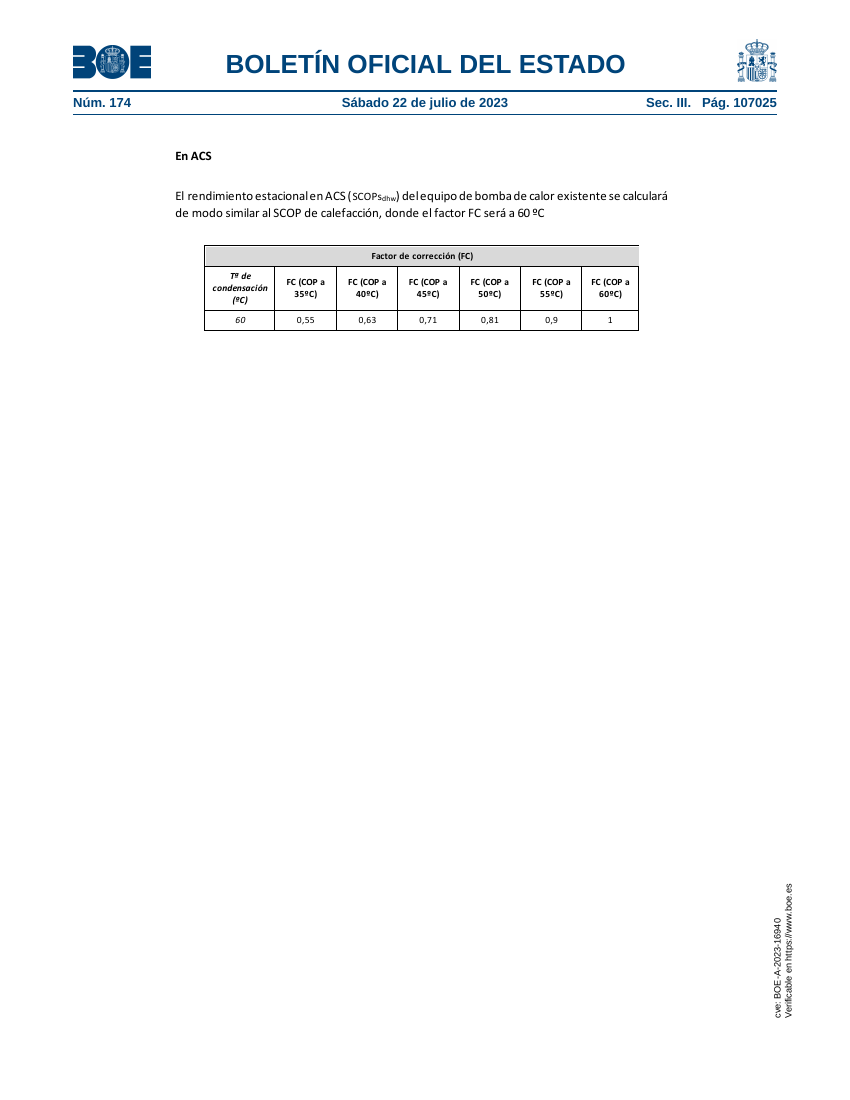 BOE
BOLETÍN OFICIAL DEL ESTADO
Núm. 174 Sábado 22 de julio de 2023 Sec. III. Pág. 107025
En ACS
El rendimiento estacional en ACS (SCOPsdhw) del equipo de bomba de calor existente se calculará
de modo similar al SCOP de calefacción, donde el factor FC será a 60 ºC
Factor de corrección (FC)
Tª de condensación (ºC) FC (COP a 35ºC) FC (COP a 40ºC) FC (COP a 45ºC) FC (COP a 50ºC) FC (COP a 55ºC) FC (COP a 60ºC)
60 0,55 0,63 0,71 0,81 0,9 1
cve: BOE-A-2023-16940
Verificable en https://www.boe.es